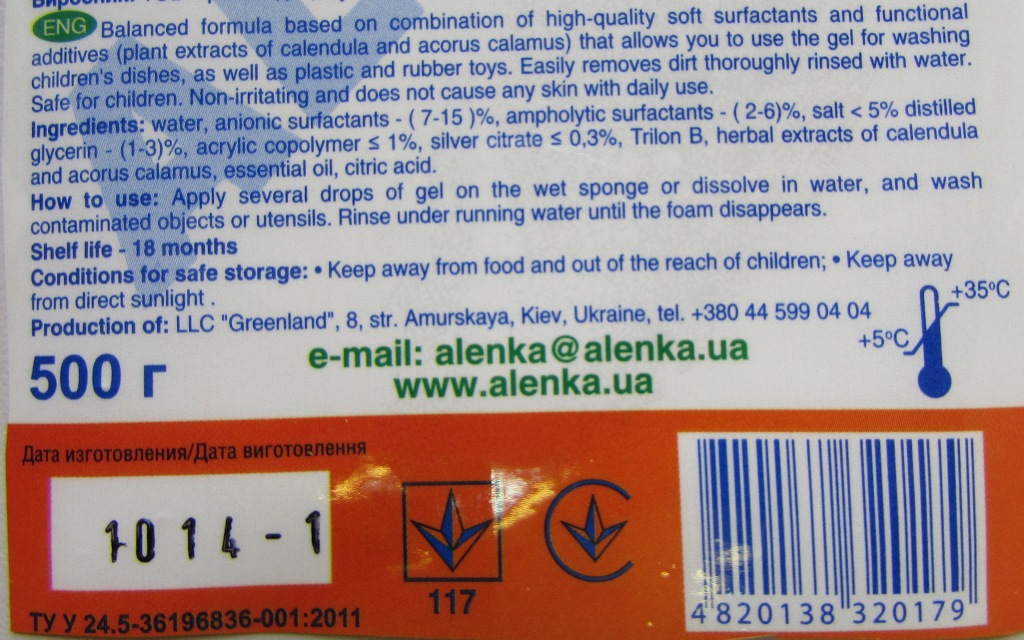 ENG Balanced formula based on combination of high-quality soft surfactants and functional
additives (plant extracts of calendula and acorus calamus) that allows you to use the gel for washing
children's dishes, as well as plastic and rubber toys. Easily removes dirt thoroughly rinsed with water.
Safe for children. Non-irritating and does not cause any skin with daily use.
Ingredients: water, anionic surfactants - ( 7-15 )%, ampholytic surfactants - ( 2-6)%, salt < 5% distilled
glycerin - (1-3)%, acrylic copolymer ≤ 1%, silver citrate ≤ 0,3%, Trilon B, herbal extracts of calendula
and acorus calamus, essential oil, citric acid.
How to use: Apply several drops of gel on the wet sponge or dissolve in water, and wash
contaminated objects or utensils. Rinse under running water until the foam disappears.
Shelf life - 18 months
Conditions for safe storage: • Keep away from food and out of the reach of children; • Keep away
from direct sunlight .
Production of: LLC "Greenland", 8, str. Amurskaya, Kiev, Ukraine, tel. +380 44 599 04 04
+35ºC
+5ºC
500 г
e-mail: alenka@alenka.ua
www.alenka.ua
Дата изготовления/Дата виготовлення
10 14 - 1
117
ТУ У 24.5-36196836-001:2011
4 820138 320179